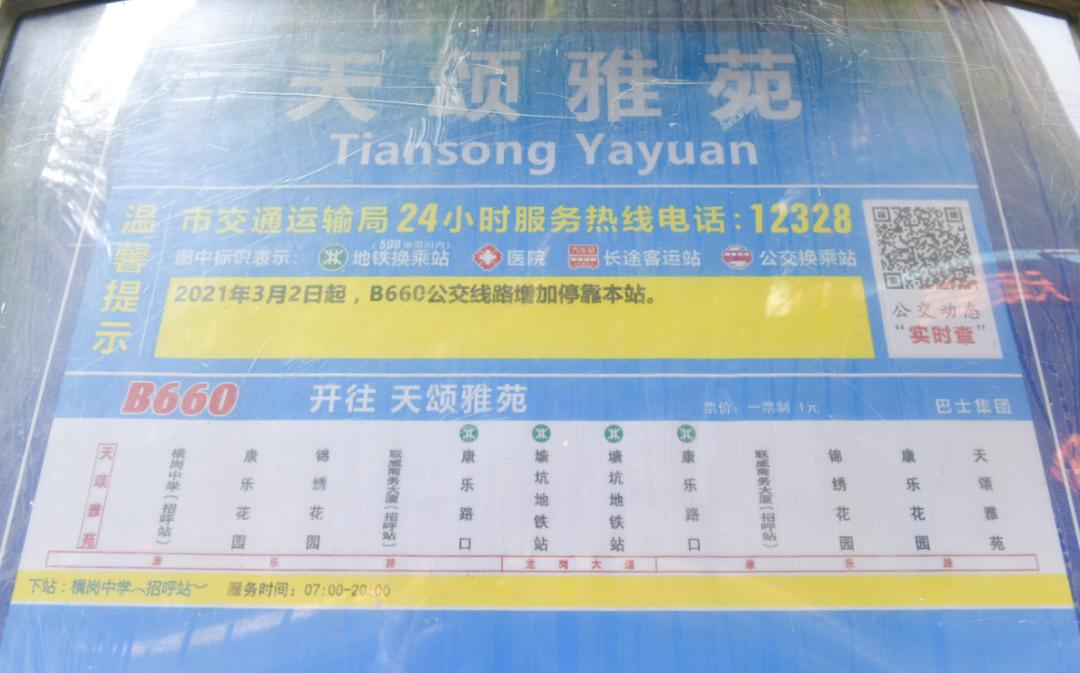 天颂雅苑
Tiansong Yayuan
温馨提示
市交通运输局24小时服务热线电话：12328
(500米范围内)
图中标识表示： 地铁换乘站 医院 长途客运站 公交换乘站
汽车站
2021年3月2日起，B660公交线路增加停靠本站。
公交动态
“实时查”
B660 开往 天颂雅苑 票价：一票制 1元 巴士集团
天颂雅苑
横岗中学(招呼站)
康乐花园
锦绣花园
联威商务大厦(招呼站)
康乐路口
塘坑地铁站
塘坑地铁站
康乐路口
联威商务大厦(招呼站)
锦绣花园
康乐花园
天颂雅苑
康乐路 龙岗大道 康乐路
下站：横岗中学(招呼站) 服务时间：07:00-20:00